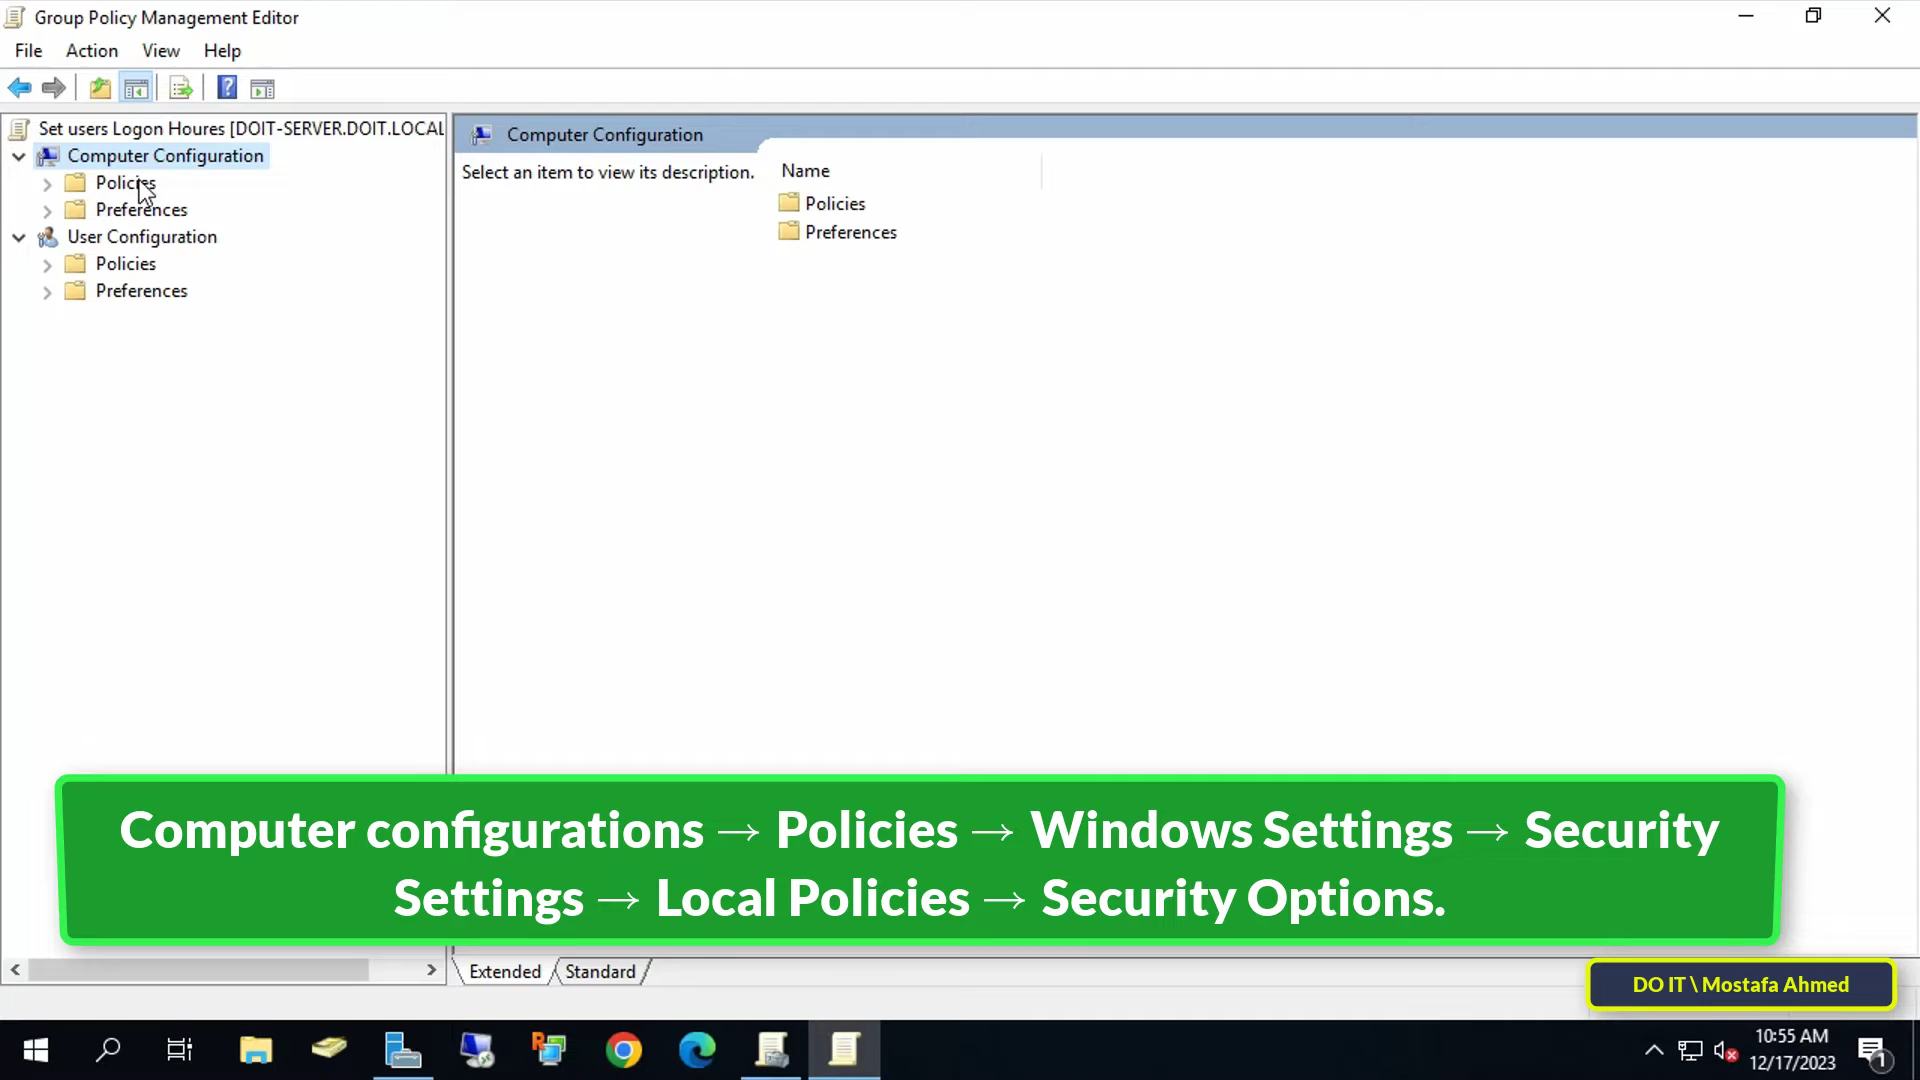 Group Policy Management Editor
File Action View Help
Set users Logon Houres [DOIT-SERVER.DOIT.LOCAL
Computer Configuration
Policies
Preferences
User Configuration
Policies
Preferences
Computer Configuration
Select an item to view its description.
Name
Policies
Preferences
Computer configurations → Policies → Windows Settings → Security
Settings → Local Policies → Security Options.
Extended Standard
DO IT \ Mostafa Ahmed
10:55 AM
12/17/2023
1